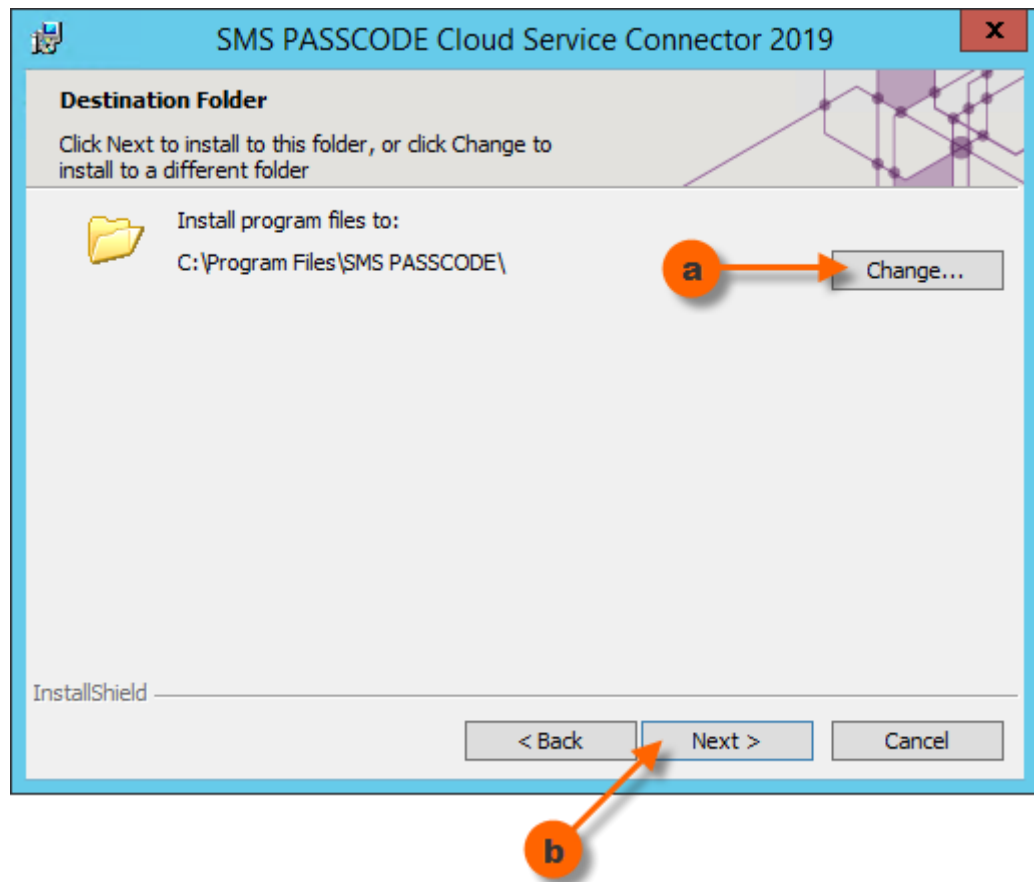 SMS PASSCODE Cloud Service Connector 2019
x
Destination Folder
Click Next to install to this folder, or click Change to
install to a different folder
Install program files to:
C:\Program Files\SMS PASSCODE\
a
Change...
InstallShield
< Back
Next >
Cancel
b